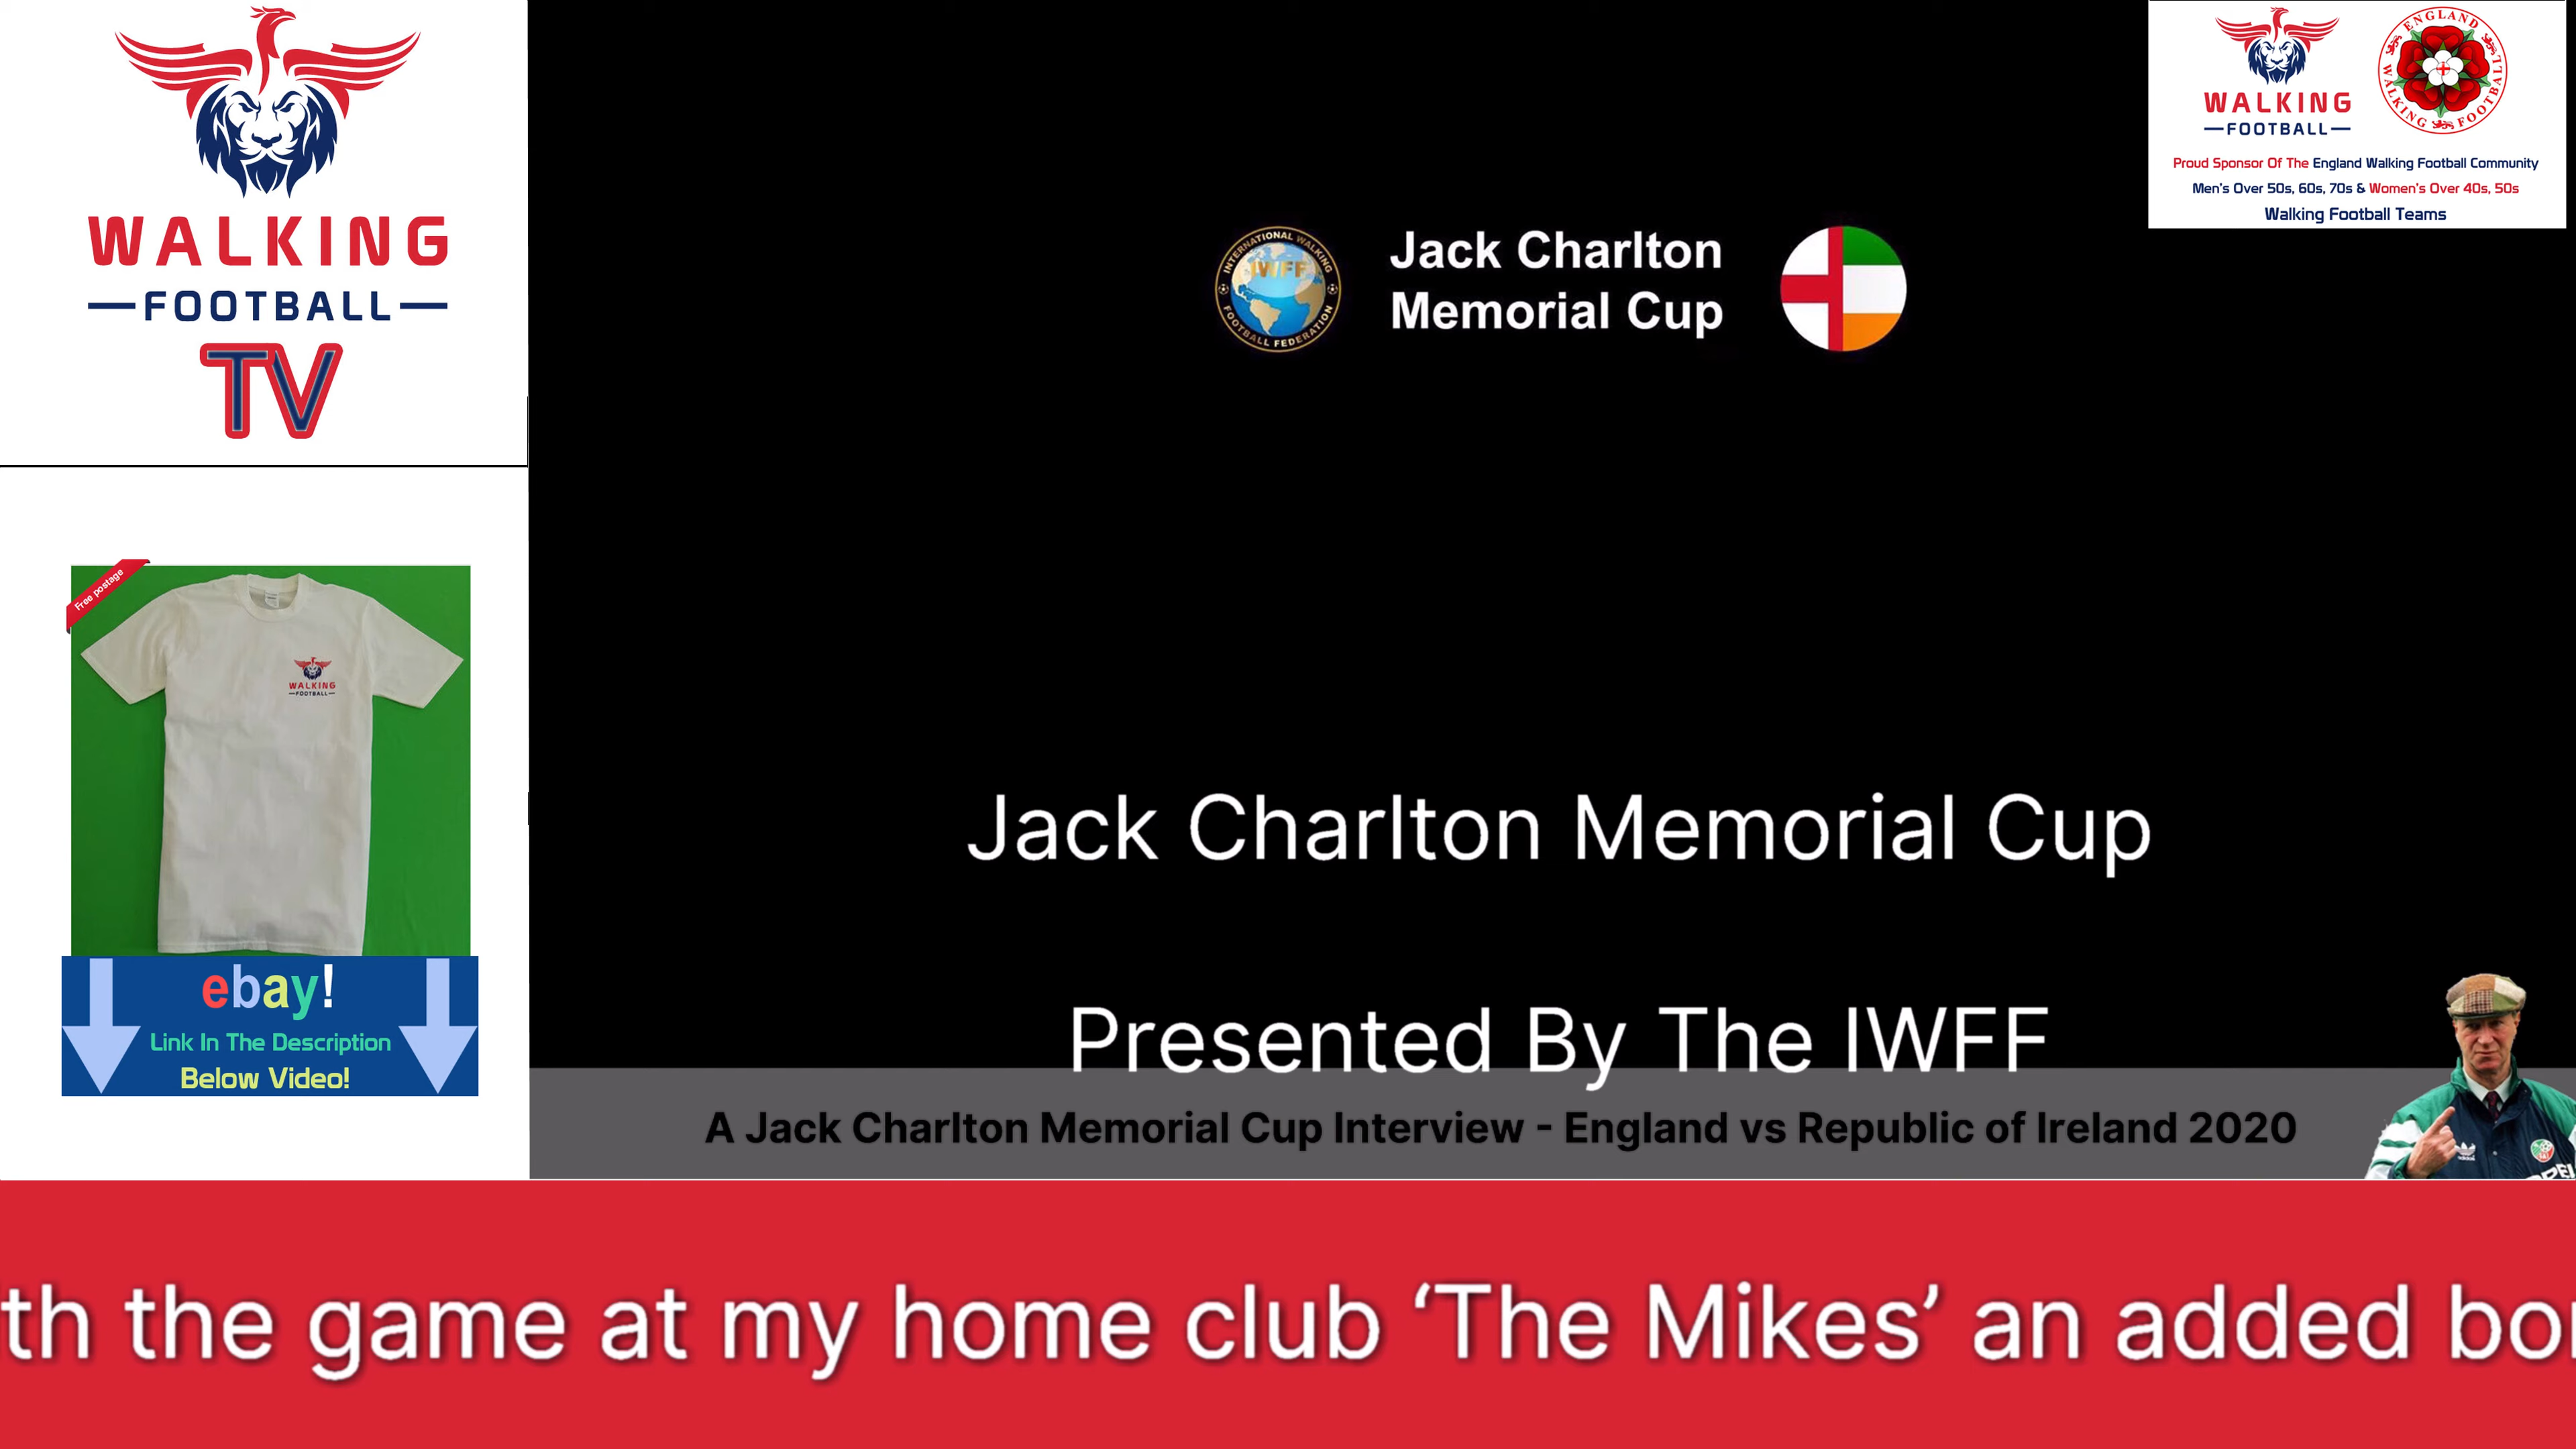 WALKING
FOOTBALL
TV
Free postage
WALKING
FOOTBALL
ebay!
Link In The Description
Below Video!
INTERNATIONAL WALKING
IWFF
FOOTBALL FEDERATION
Jack Charlton
Memorial Cup
WALKING
FOOTBALL
ENGLAND
WALKING FOOTBALL
Proud Sponsor Of The England Walking Football Community
Men's Over 50s, 60s, 70s & Women's Over 40s, 50s
Walking Football Teams
Jack Charlton Memorial Cup
Presented By The IWFF
A Jack Charlton Memorial Cup Interview - England vs Republic of Ireland 2020
adidas
th the game at my home club ‘The Mikes’ an added bo